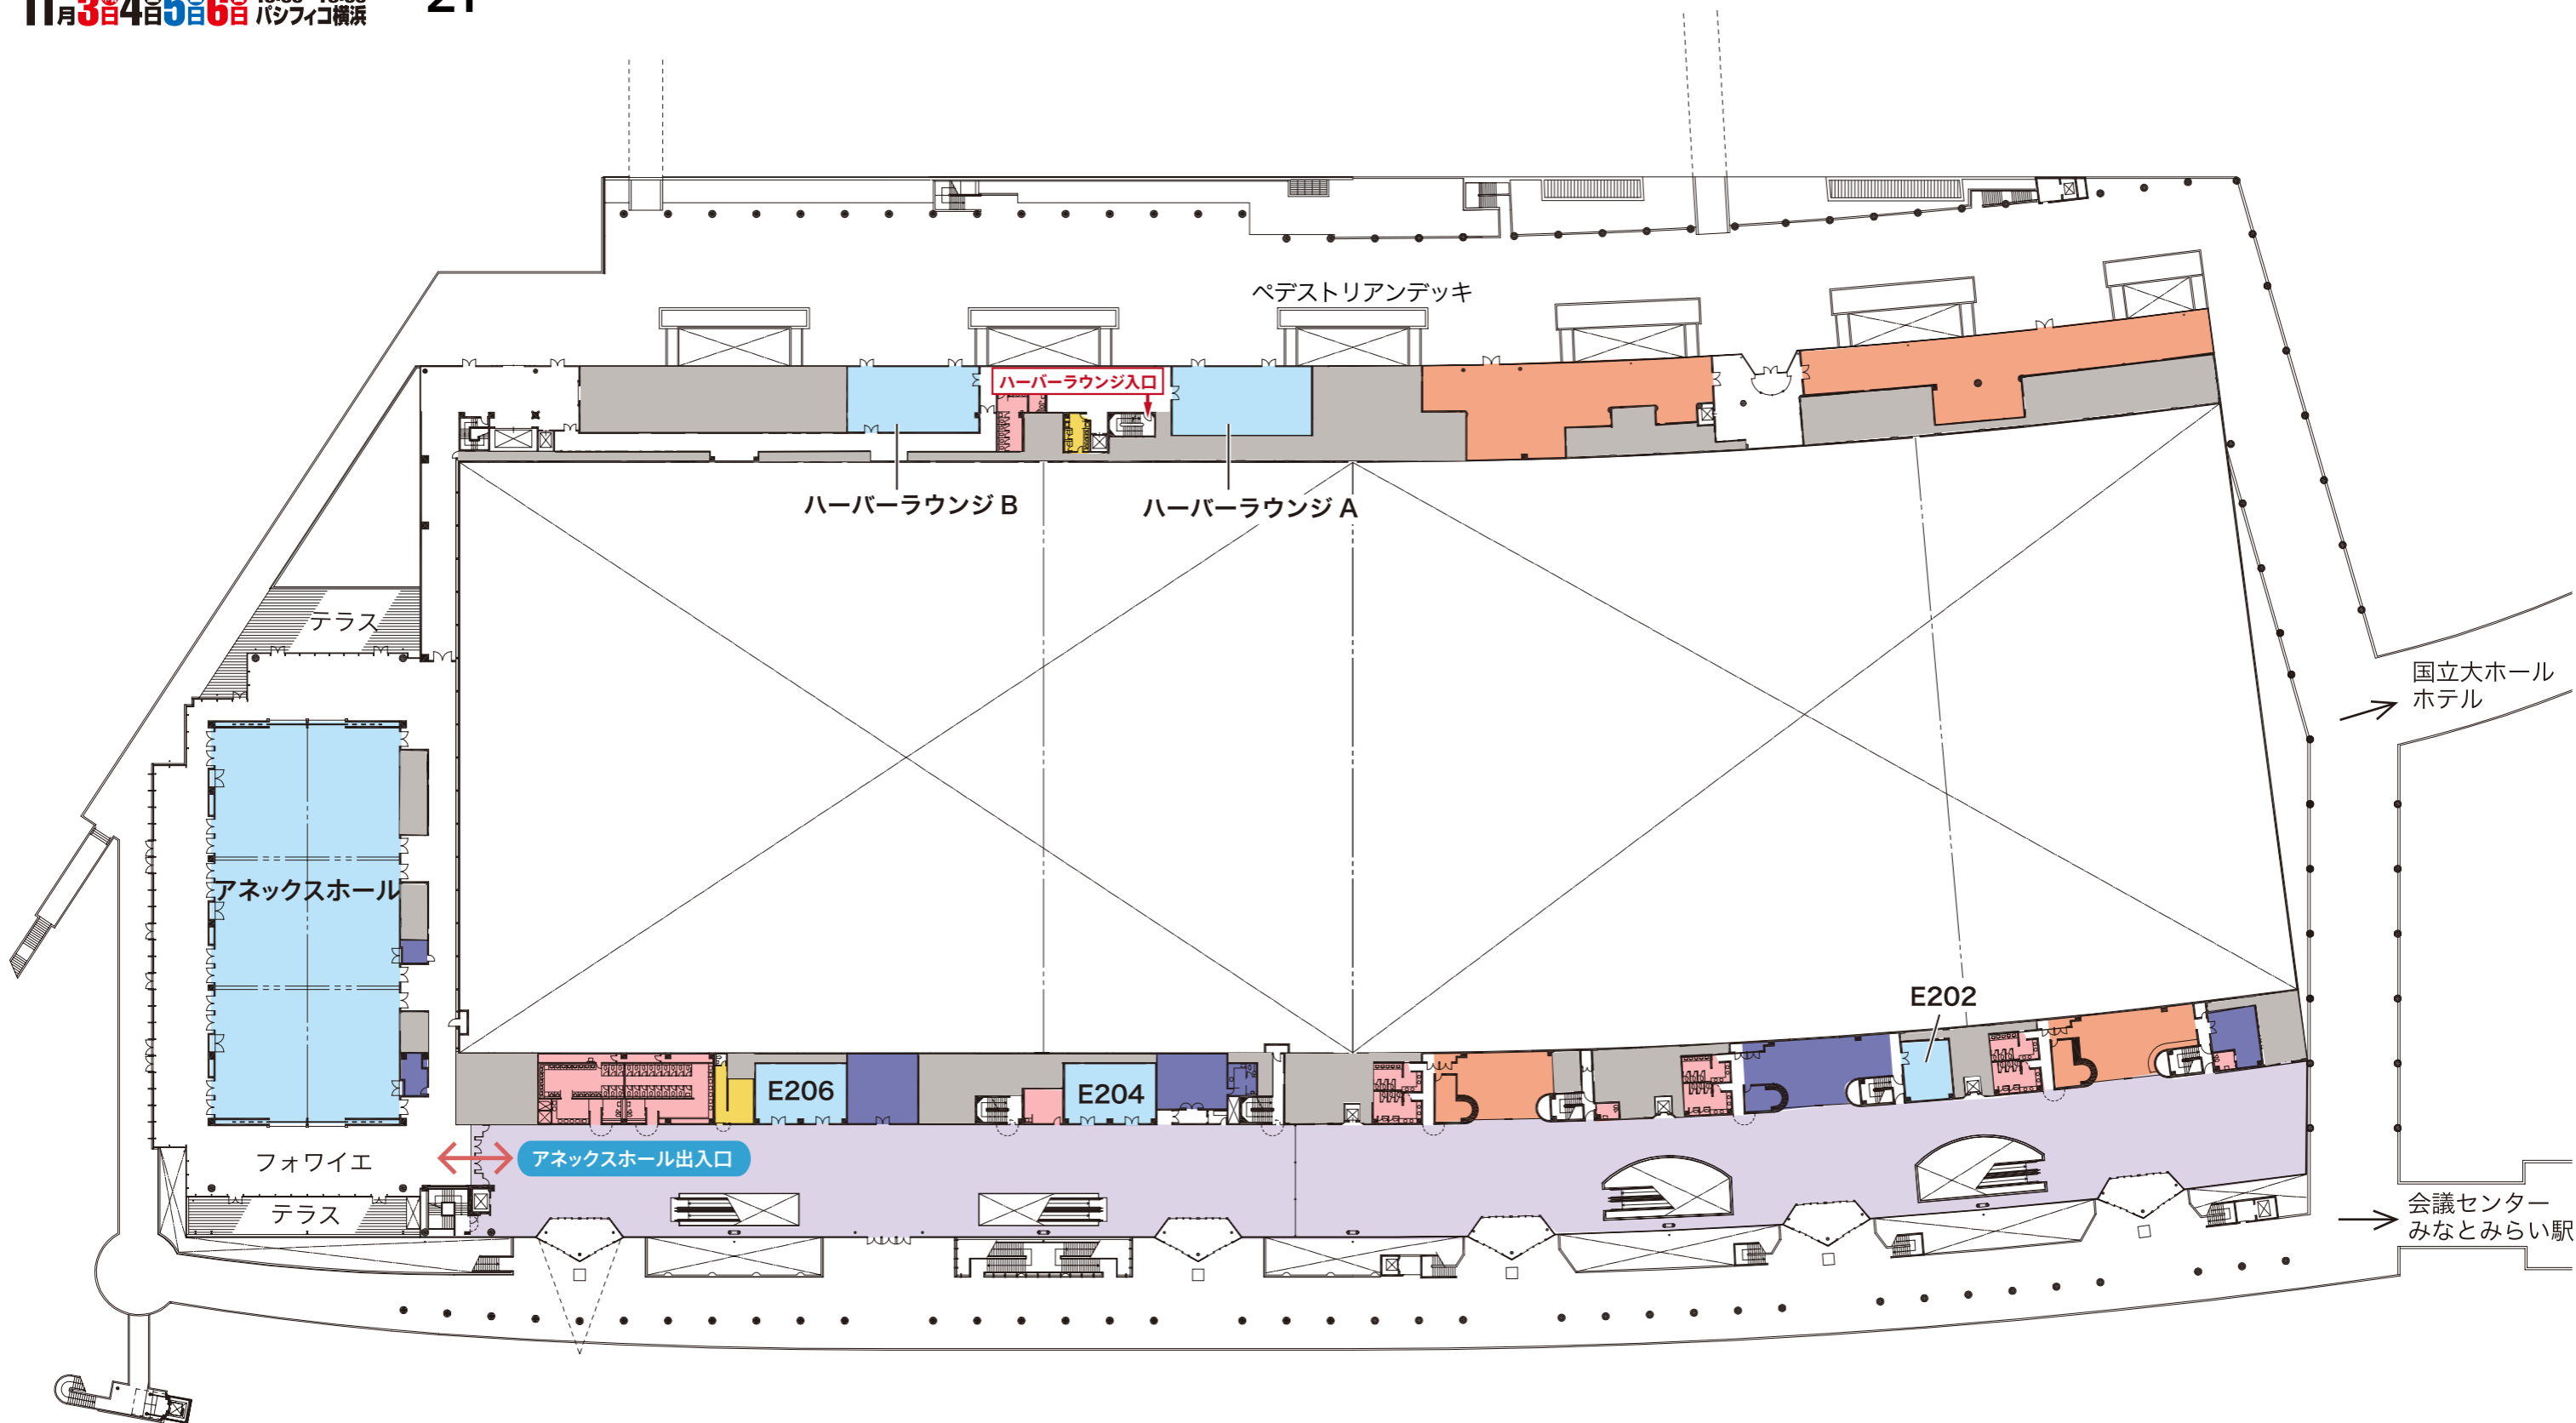 11月3日4日5日6日 パシフィコ横浜
ペデストリアンデッキ
ハーバーラウンジ入口
ハーバーラウンジ B
ハーバーラウンジ A
テラス
国立大ホール
ホテル
アネックスホール
E202
E206
E204
フォワイエ
アネックスホール出入口
テラス
会議センター
みなとみらい駅